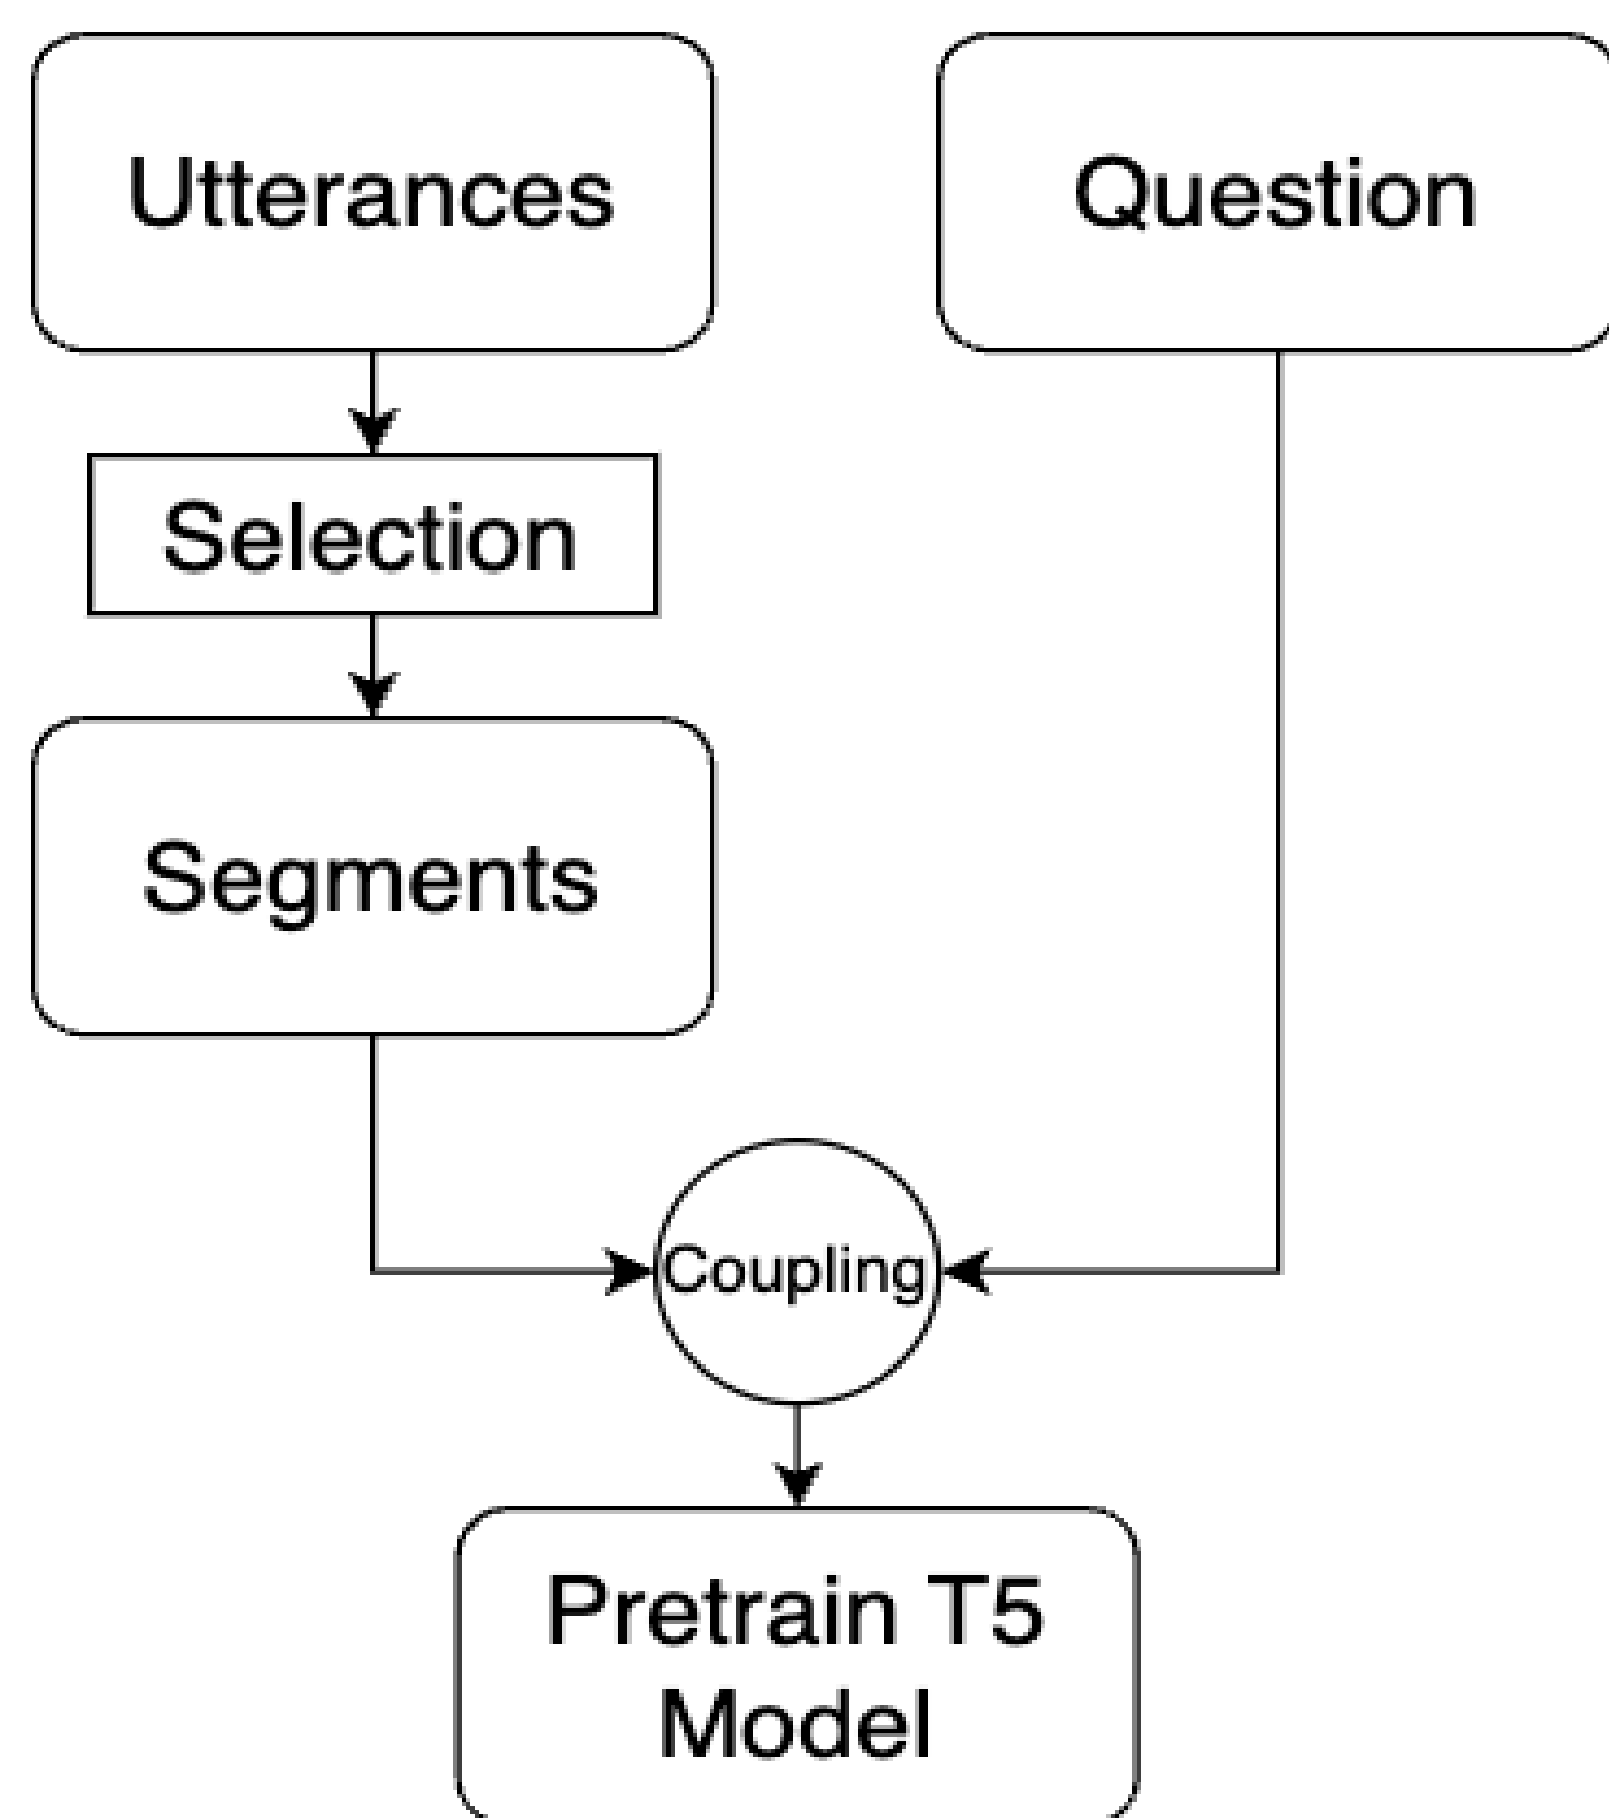 Utterances
Question
Selection
Segments
Coupling
Pretrain T5
Model